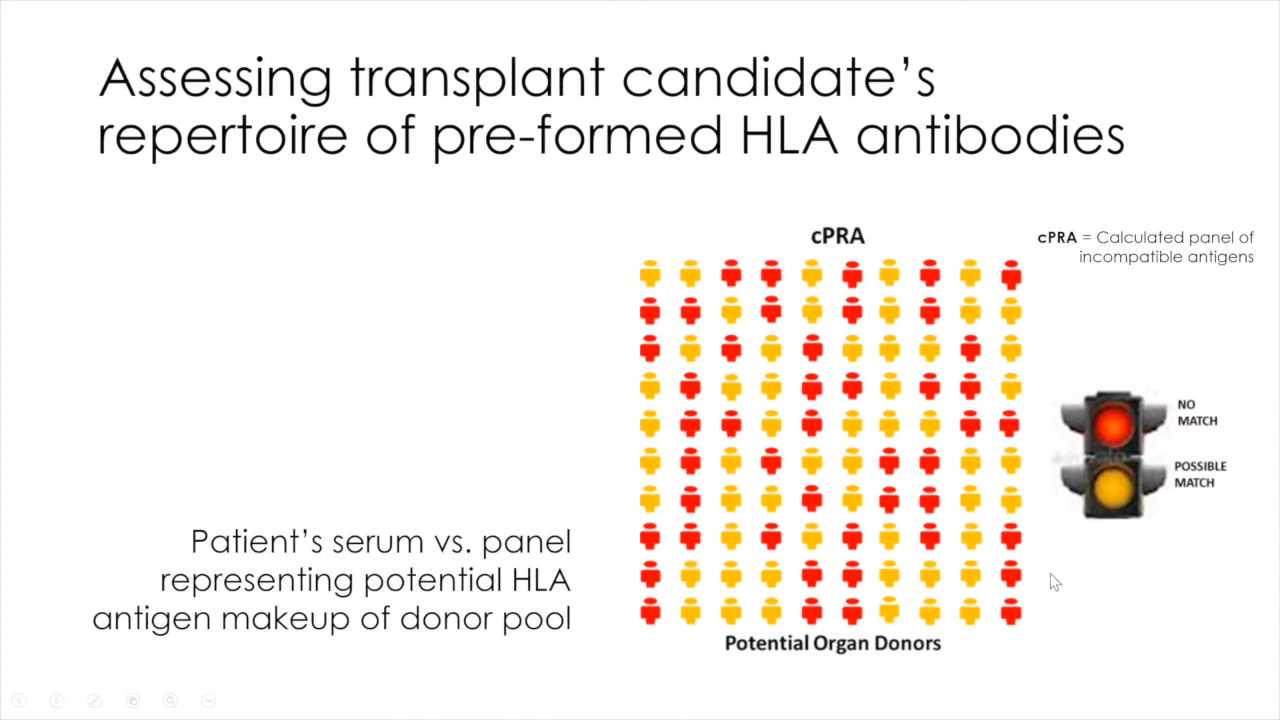 Assessing transplant candidate’s
repertoire of pre-formed HLA antibodies
cPRA
cPRA = Calculated panel of
incompatible antigens
NO
MATCH
POSSIBLE
MATCH
Patient’s serum vs. panel
representing potential HLA
antigen makeup of donor pool
Potential Organ Donors